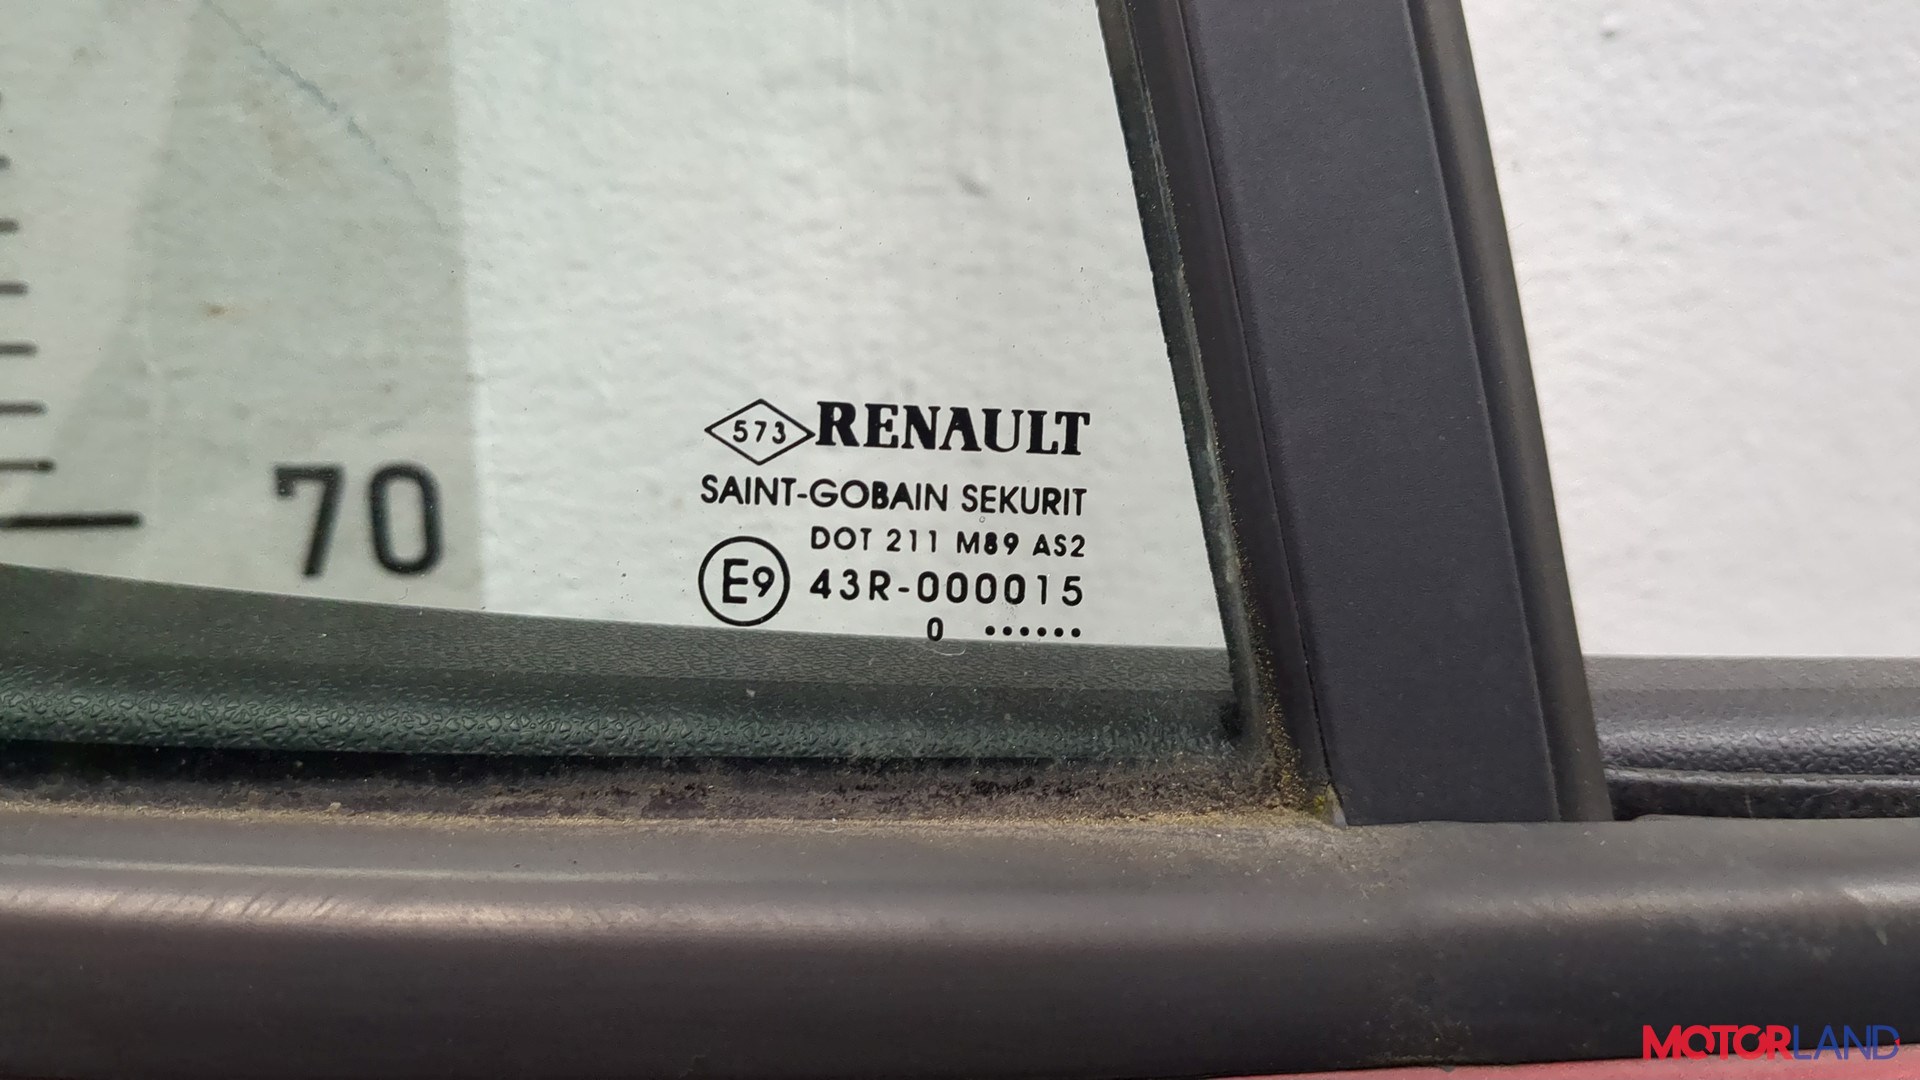 573 RENAULT
SAINT-GOBAIN SEKURIT
DOT 211 M89 AS2
E9 43R-000015
0 ••••••
70
MOTORLAND